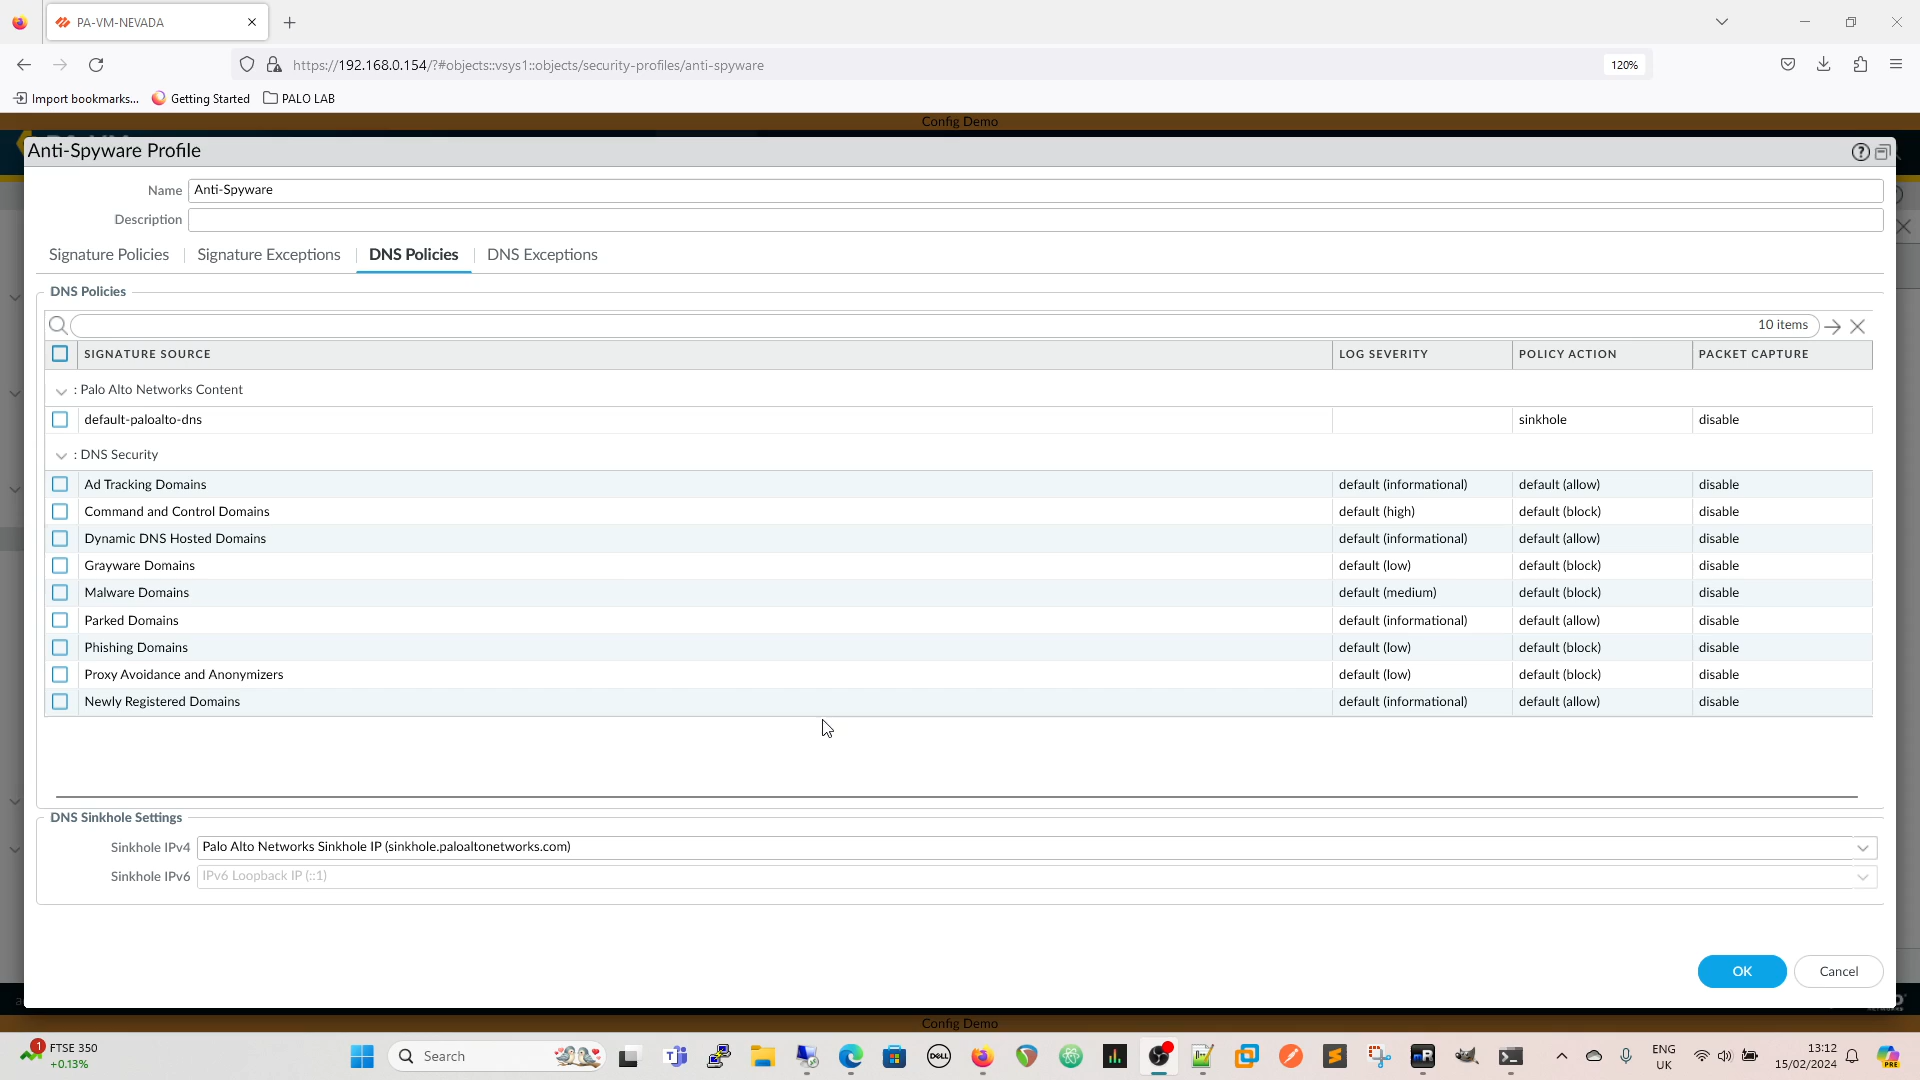 PA-VM-NEVADA
https://192.168.0.154/?#objects::vsys1::objects/security-profiles/anti-spyware
120%
Import bookmarks... Getting Started PALO LAB
Config Demo
Anti-Spyware Profile
Name Anti-Spyware
Description
Signature Policies Signature Exceptions DNS Policies DNS Exceptions
DNS Policies
10 items
SIGNATURE SOURCE LOG SEVERITY POLICY ACTION PACKET CAPTURE
: Palo Alto Networks Content
default-paloalto-dns sinkhole disable
: DNS Security
Ad Tracking Domains default (informational) default (allow) disable
Command and Control Domains default (high) default (block) disable
Dynamic DNS Hosted Domains default (informational) default (allow) disable
Grayware Domains default (low) default (block) disable
Malware Domains default (medium) default (block) disable
Parked Domains default (informational) default (allow) disable
Phishing Domains default (low) default (block) disable
Proxy Avoidance and Anonymizers default (low) default (block) disable
Newly Registered Domains default (informational) default (allow) disable
DNS Sinkhole Settings
Sinkhole IPv4 Palo Alto Networks Sinkhole IP (sinkhole.paloaltonetworks.com)
Sinkhole IPv6 IPv6 Loopback IP (::1)
OK Cancel
Config Demo
1 FTSE 350
+0.13%
Search
DELL
ENG
UK
13:12
15/02/2024
PRE